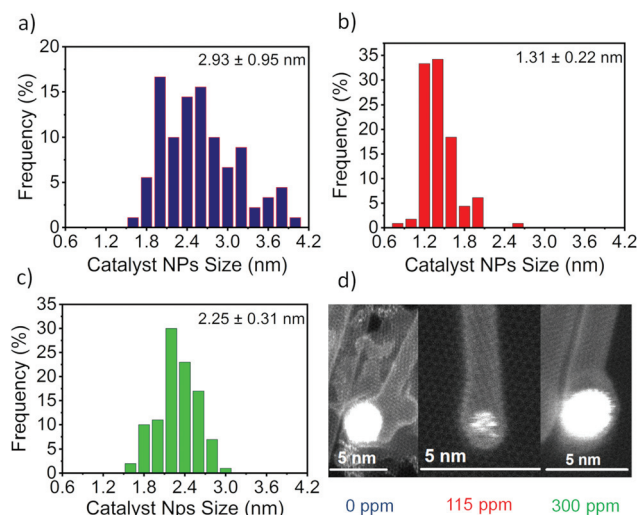 a)
2.93 ± 0.95 nm
Frequency (%)
20
15
10
5
0
0.6 1.2 1.8 2.4 3.0 3.6 4.2
Catalyst NPs Size (nm)
b)
1.31 ± 0.22 nm
Frequency (%)
35
30
25
20
15
10
5
0
0.6 1.2 1.8 2.4 3.0 3.6 4.2
Catalyst NPs Size (nm)
c)
2.25 ± 0.31 nm
Frequency (%)
35
30
25
20
15
10
5
0
0.6 1.2 1.8 2.4 3.0 3.6 4.2
Catalyst NPs Size (nm)
d)
5 nm
5 nm
5 nm
0 ppm 115 ppm 300 ppm